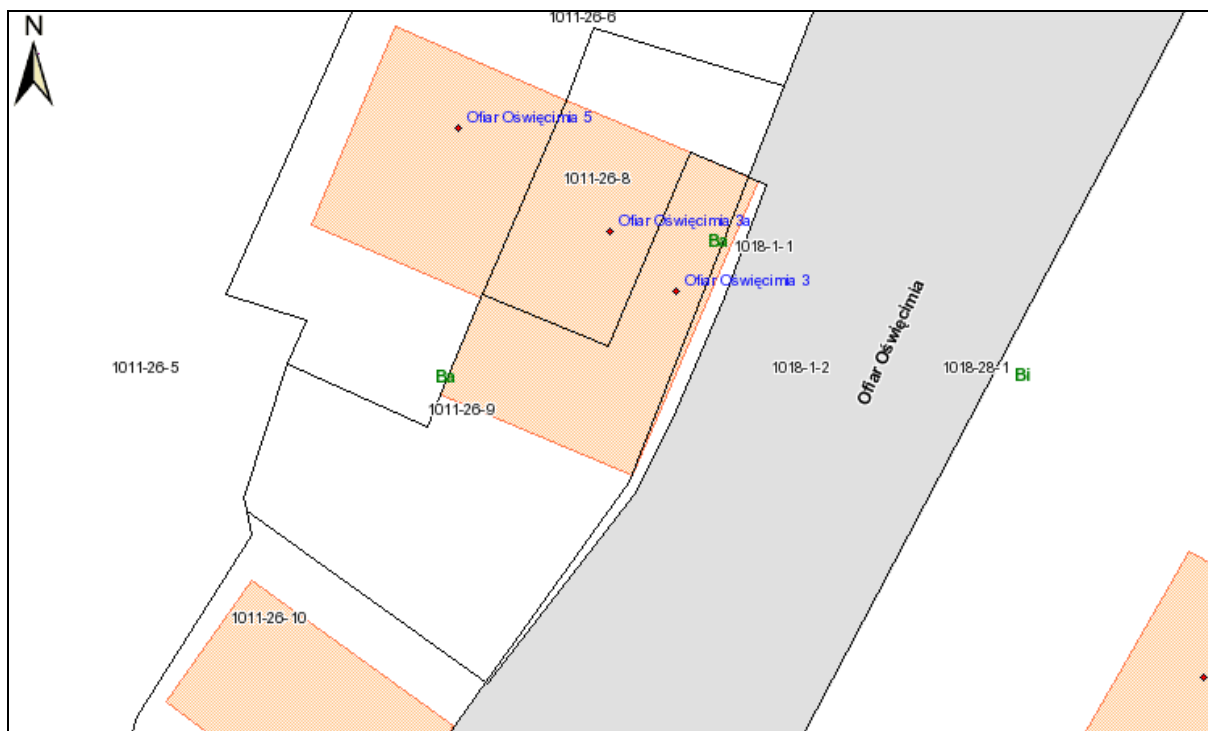 1011-26-6
N
Ofiar Oświęcimia 5
1011-26-8
Ofiar Oświęcimia 3a
Ba
1018-1-1
Ofiar Oświęcimia 3
Ofiar Oświęcimia
1011-26-5
1018-1-2
1018-28-1
Bi
Ba
1011-26-9
1011-26-10